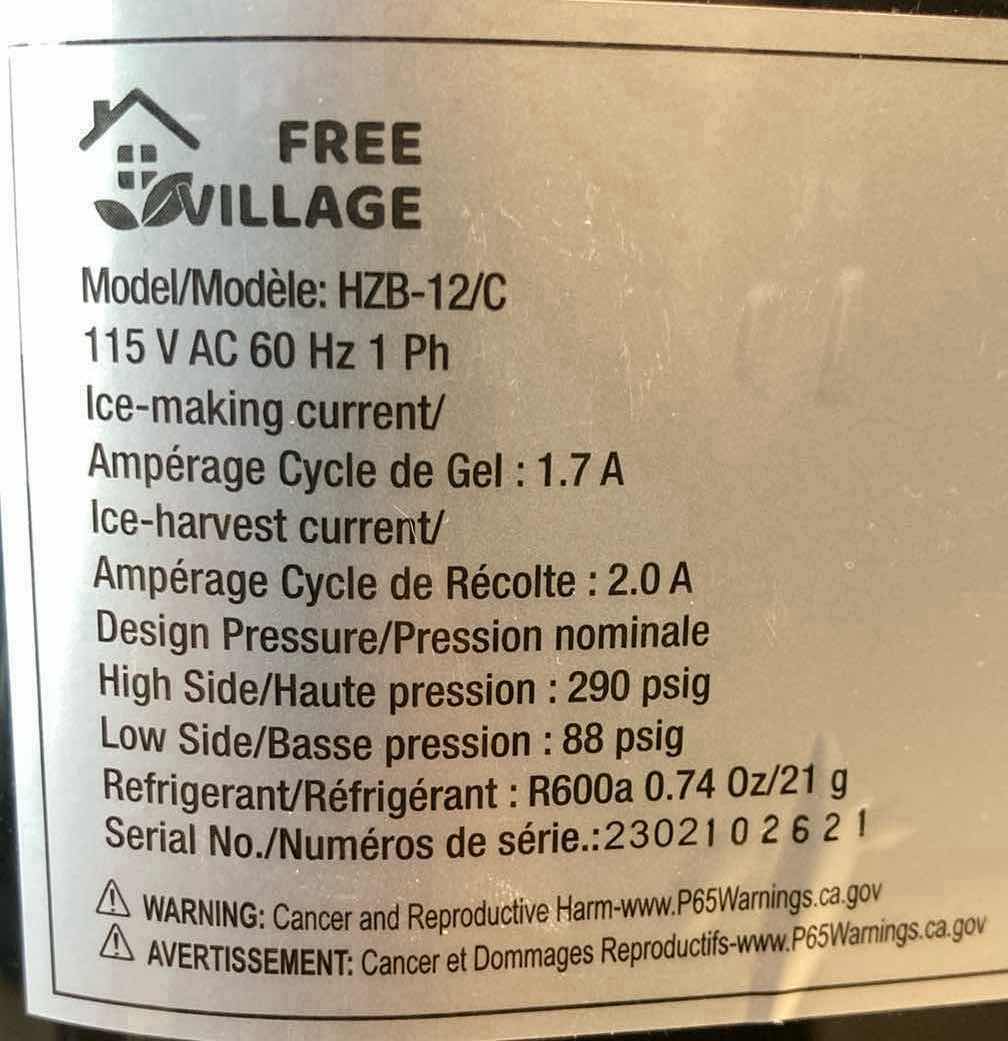 FREE
VILLAGE
Model/Modèle: HZB-12/C
115 V AC 60 Hz 1 Ph
Ice-making current/
Ampérage Cycle de Gel : 1.7 A
Ice-harvest current/
Ampérage Cycle de Récolte : 2.0 A
Design Pressure/Pression nominale
High Side/Haute pression : 290 psig
Low Side/Basse pression : 88 psig
Refrigerant/Réfrigérant : R600a 0.74 Oz/21 g
Serial No./Numéros de série.:2302102621
⚠ WARNING: Cancer and Reproductive Harm-www.P65Warnings.ca.gov
⚠ AVERTISSEMENT: Cancer et Dommages Reproductifs-www.P65Warnings.ca.gov